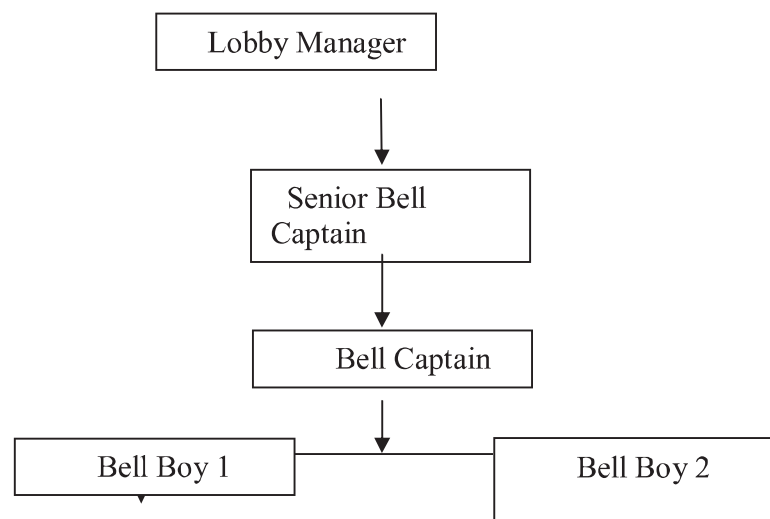 Lobby Manager
Senior Bell
Captain
Bell Captain
Bell Boy 1
Bell Boy 2